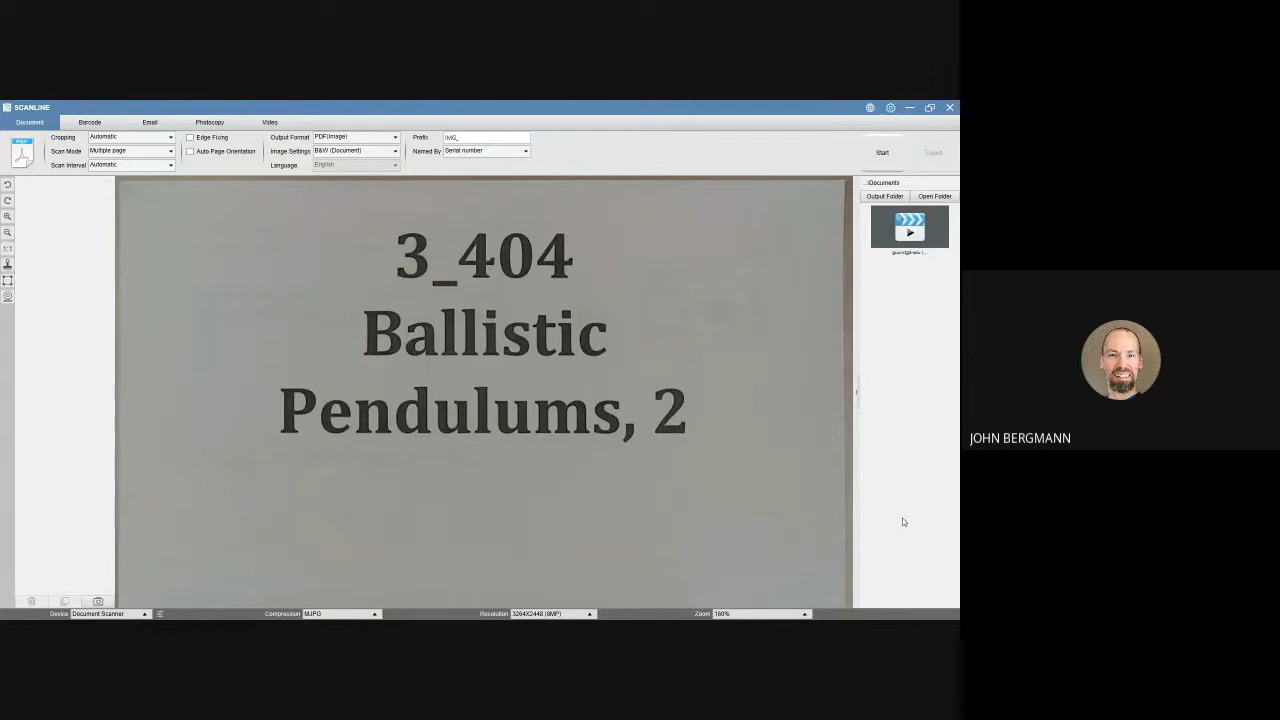 SCANLINE
Document Barcode Email Photocopy Video
Cropping Automatic Edge Fixing Output Format PDF(Image) Prefix IMG_
Scan Mode Multiple page Auto Page Orientation Image Settings B&W (Document) Named By Serial number Start Export
Scan Interval Automatic Language English
PDF
...\Documents
Output Folder Open Folder
1:1
3_404
Ballistic
Pendulums, 2
JOHN BERGMANN
Device Document Scanner Compression MJPG Resolution 3264X2448 (8MP) Zoom 160%